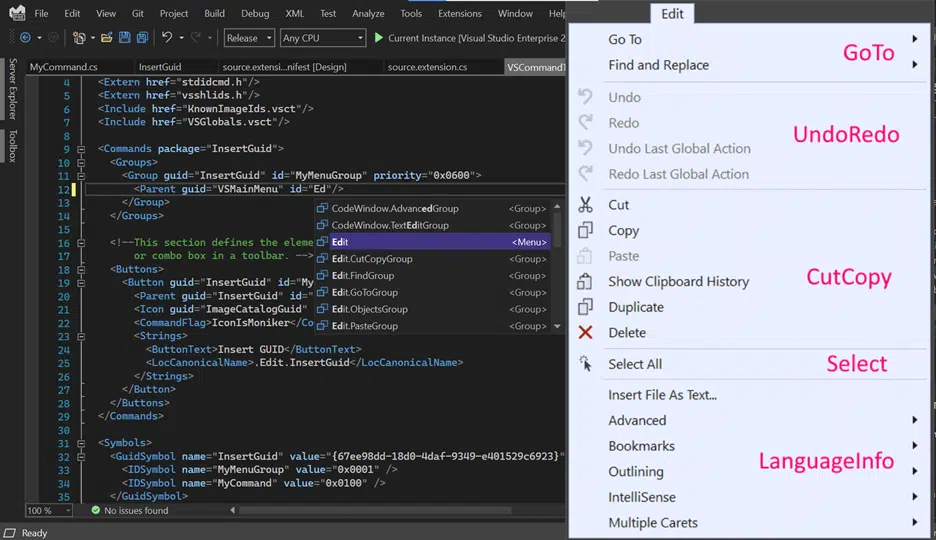 File Edit View Git Project Build Debug XML Test Analyze Tools Extensions Window Hel
Release Any CPU Current Instance (Visual Studio Enterprise 2
MyCommand.cs InsertGuid source.extensi...nifest [Design] source.extension.cs VSCommandT
Server Explorer
Toolbox
4 <Extern href="stdidcmd.h"/>
5 <Extern href="vsshlids.h"/>
6 <Include href="KnownImageIds.vsct"/>
7 <Include href="VSGlobals.vsct"/>
8
9 <Commands package="InsertGuid">
10 <Groups>
11 <Group guid="InsertGuid" id="MyMenuGroup" priority="0x0600">
12 <Parent guid="VSMainMenu" id="Ed"/>
13 </Group>
14 </Groups>
15
16 <!--This section defines the eleme
17 or combo box in a toolbar. --
18 <Buttons>
19 <Button guid="InsertGuid" id="My
20 <Parent guid="InsertGuid" id="
21 <Icon guid="ImageCatalogGuid"
22 <CommandFlag>IconIsMoniker</Co
23 <Strings>
24 <ButtonText>Insert GUID</ButtonText>
25 <LocCanonicalName>.Edit.InsertGuid</LocCanonicalName>
26 </Strings>
27 </Button>
28 </Buttons>
29 </Commands>
30
31 <Symbols>
32 <GuidSymbol name="InsertGuid" value="{67ee98dd-18d0-4daf-9349-e401529c6923}"
33 <IDSymbol name="MyMenuGroup" value="0x0001" />
34 <IDSymbol name="MyCommand" value="0x0100" />
35 </GuidSymbol>
CodeWindow.AdvancedGroup <Group>
CodeWindow.TextEditGroup <Group>
Edit <Menu>
Edit.CutCopyGroup <Group>
Edit.FindGroup <Group>
Edit.GoToGroup <Group>
Edit.ObjectsGroup <Group>
Edit.PasteGroup <Group>
100 % No issues found
Ready
Edit
Go To
Find and Replace
GoTo
Undo
Redo
Undo Last Global Action
Redo Last Global Action
UndoRedo
Cut
Copy
Paste
Show Clipboard History
Duplicate
Delete
CutCopy
Select All
Select
Insert File As Text...
Advanced
Bookmarks
Outlining
IntelliSense
Multiple Carets
LanguageInfo